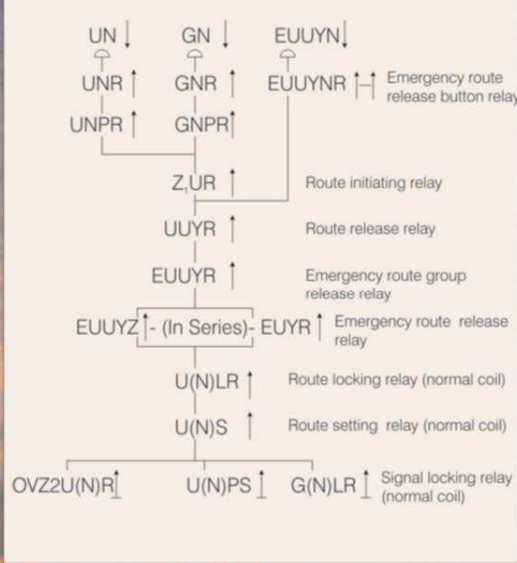 UN GN EUUYN
UNR GNR EUUYNR Emergency route
release button relay
UNPR GNPR
Z,UR Route initiating relay
UUYR Route release relay
EUUYR Emergency route group
release relay
EUUYZ - (In Series)- EUYR Emergency route release
relay
U(N)LR Route locking relay (normal coil)
U(N)S Route setting relay (normal coil)
OVZ2U(N)R U(N)PS G(N)LR Signal locking relay
(normal coil)